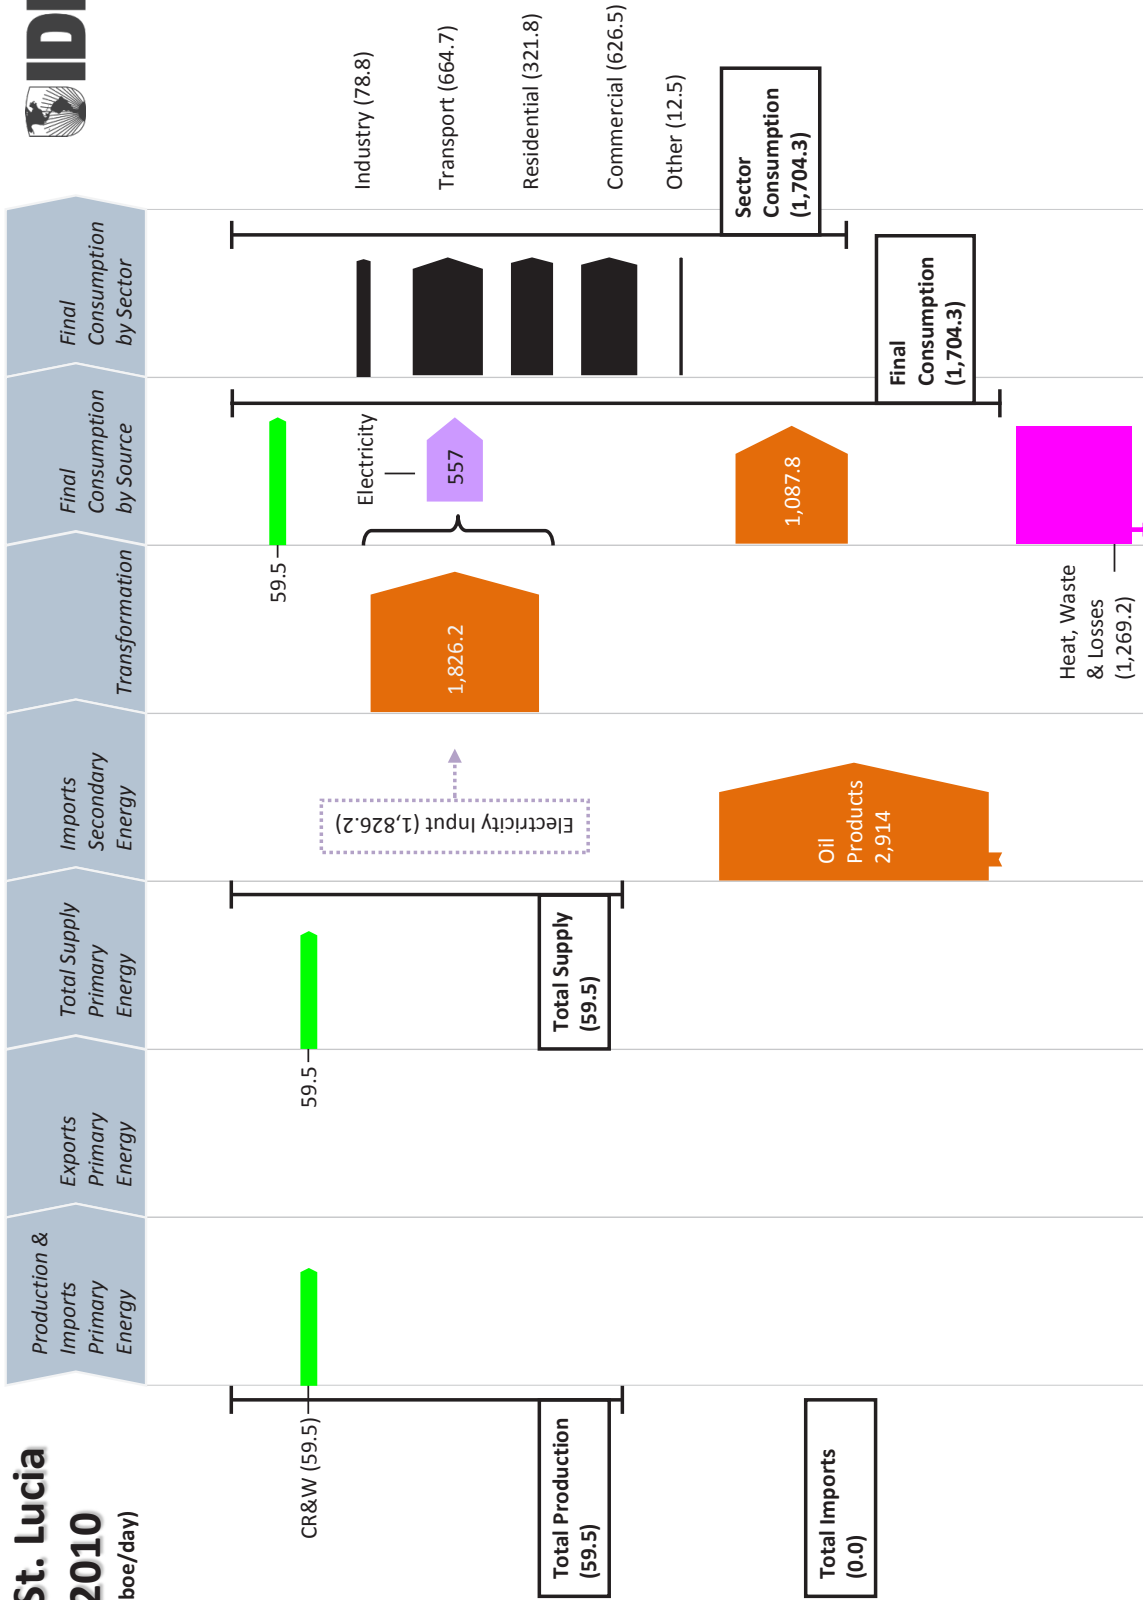 St. Lucia
2010
boe/day)
Production &
Imports
Primary
Energy
Exports
Primary
Energy
Total Supply
Primary
Energy
Imports
Secondary
Energy
Transformation
Final
Consumption
by Source
Final
Consumption
by Sector
CR&W (59.5)
59.5
59.5
Total Production
(59.5)
Total Imports
(0.0)
Total Supply
(59.5)
Electricity Input (1,826.2)
Oil
Products
2,914
1,826.2
Electricity
557
1,087.8
Heat, Waste
& Losses
(1,269.2)
Final
Consumption
(1,704.3)
Industry (78.8)
Transport (664.7)
Residential (321.8)
Commercial (626.5)
Other (12.5)
Sector
Consumption
(1,704.3)